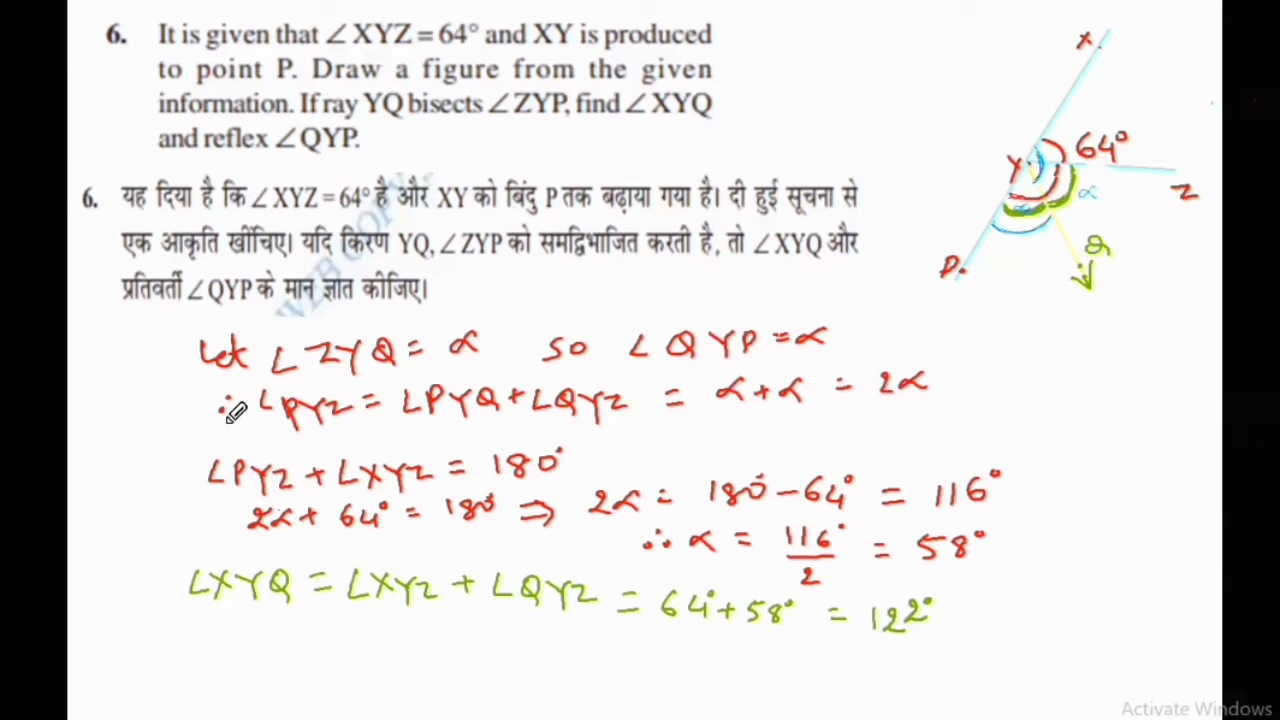 6. It is given that ∠XYZ = 64° and XY is produced
to point P. Draw a figure from the given
information. If ray YQ bisects ∠ZYP, find ∠XYQ
and reflex ∠QYP.
6. यह दिया है कि ∠XYZ = 64° है और XY को बिंदु P तक बढ़ाया गया है। दी हुई सूचना से
एक आकृति खींचिए। यदि किरण YQ, ∠ZYP को समद्विभाजित करती है, तो ∠XYQ और
प्रतिवर्ती ∠QYP के मान ज्ञात कीजिए।
X
64°
Y
Z
α
α
Q
P
Let ∠ZYQ = α so ∠QYP = α
∴ ∠PYZ = ∠PYQ + ∠QYZ = α + α = 2α
∠PYZ + ∠XYZ = 180°
2α + 64° = 180° ⇒ 2α = 180° - 64° = 116°
∴ α = 116°/2 = 58°
∠XYQ = ∠XYZ + ∠QYZ = 64° + 58° = 122°
Activate Windows